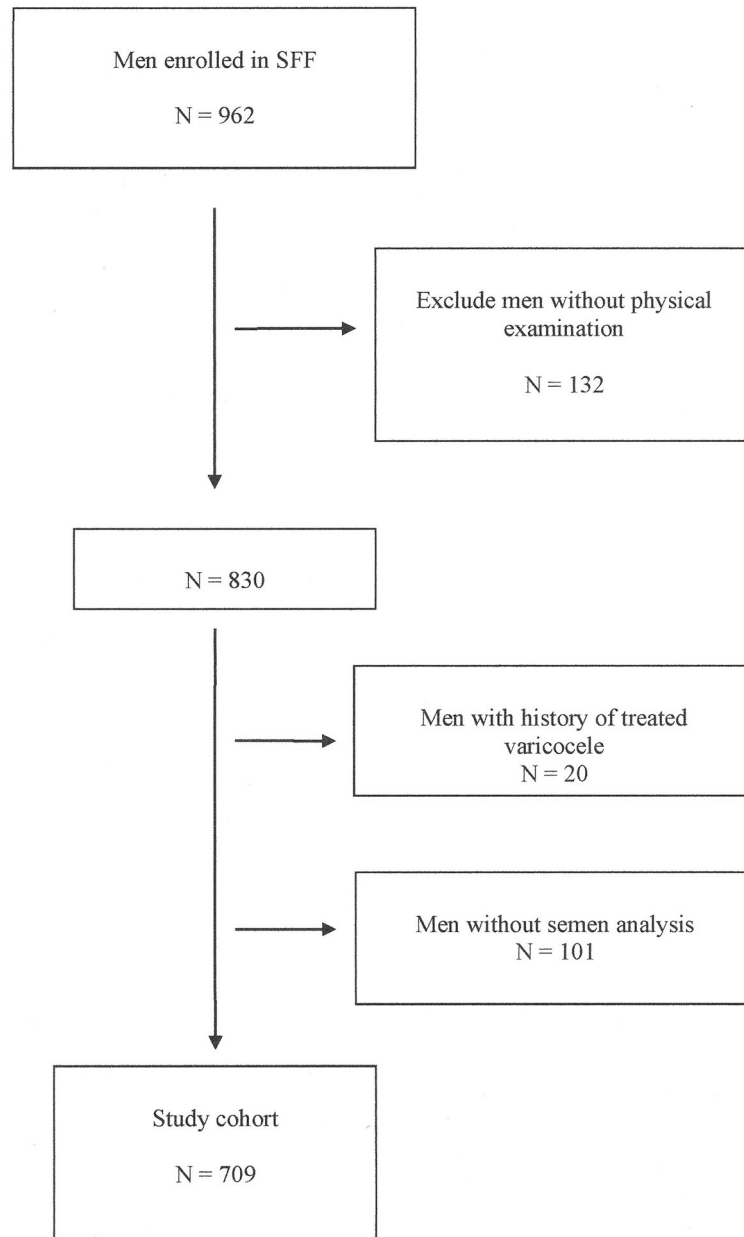 Men enrolled in SFF
N = 962
Exclude men without physical
examination
N = 132
N = 830
Men with history of treated
varicocele
N = 20
Men without semen analysis
N = 101
Study cohort
N = 709